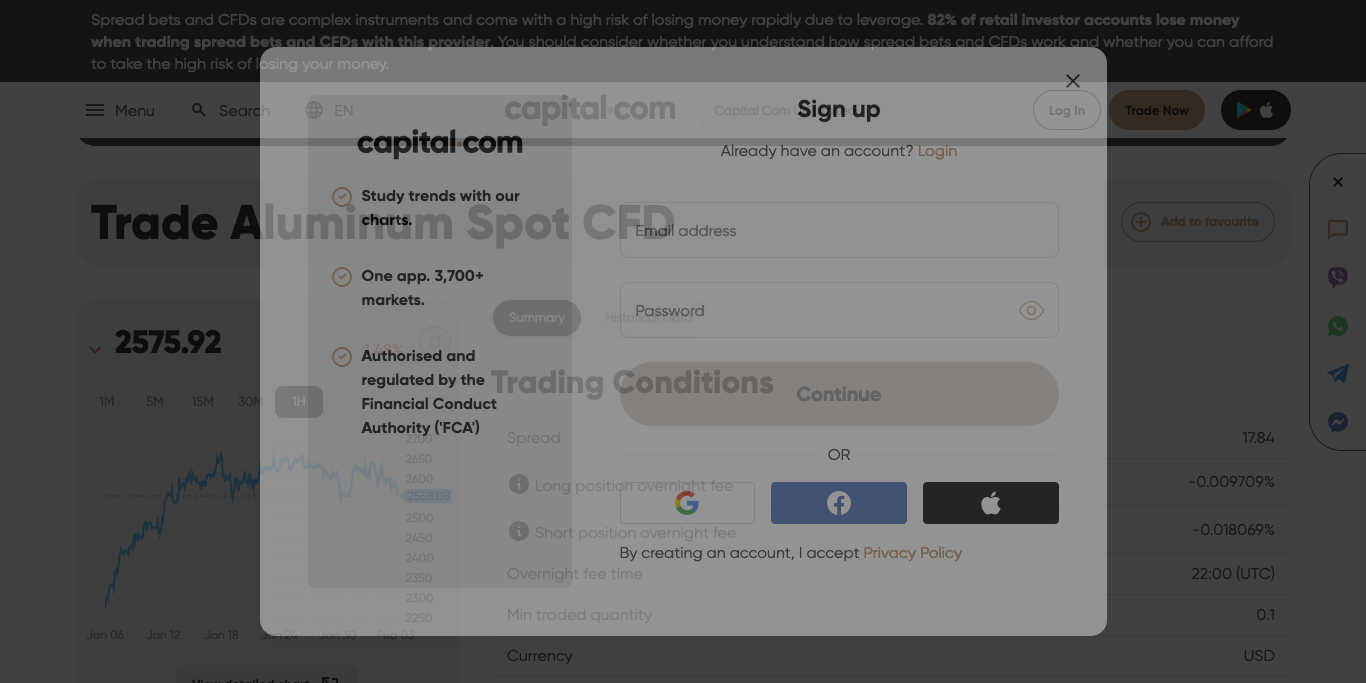 Spread bets and CFDs are complex instruments and come with a high risk of losing money rapidly due to leverage. 82% of retail investor accounts lose money
when trading spread bets and CFDs with this provider. You should consider whether you understand how spread bets and CFDs work and whether you can afford
to take the high risk of losing your money.
Menu
Search
EN
capital.com
Capital Com
Log In
Trade Now
Trade Aluminum Spot CFD
Add to favourite
2575.92
1.48%
1M
5M
15M
30M
1H
2700
2650
2600
2558.08
2500
2450
2400
2350
2300
2250
Jan 06
Jan 12
Jan 18
Jan 24
Jan 30
Feb 03
View detailed chart
Summary
Historical Data
Trading Conditions
Spread 17.84
Long position overnight fee -0.009709%
Short position overnight fee -0.018069%
Overnight fee time 22:00 (UTC)
Min traded quantity 0.1
Currency USD
capital.com
Study trends with our
charts.
One app. 3,700+
markets.
Authorised and
regulated by the
Financial Conduct
Authority ('FCA')
Sign up
Already have an account? Login
Email address
Password
Continue
OR
By creating an account, I accept Privacy Policy